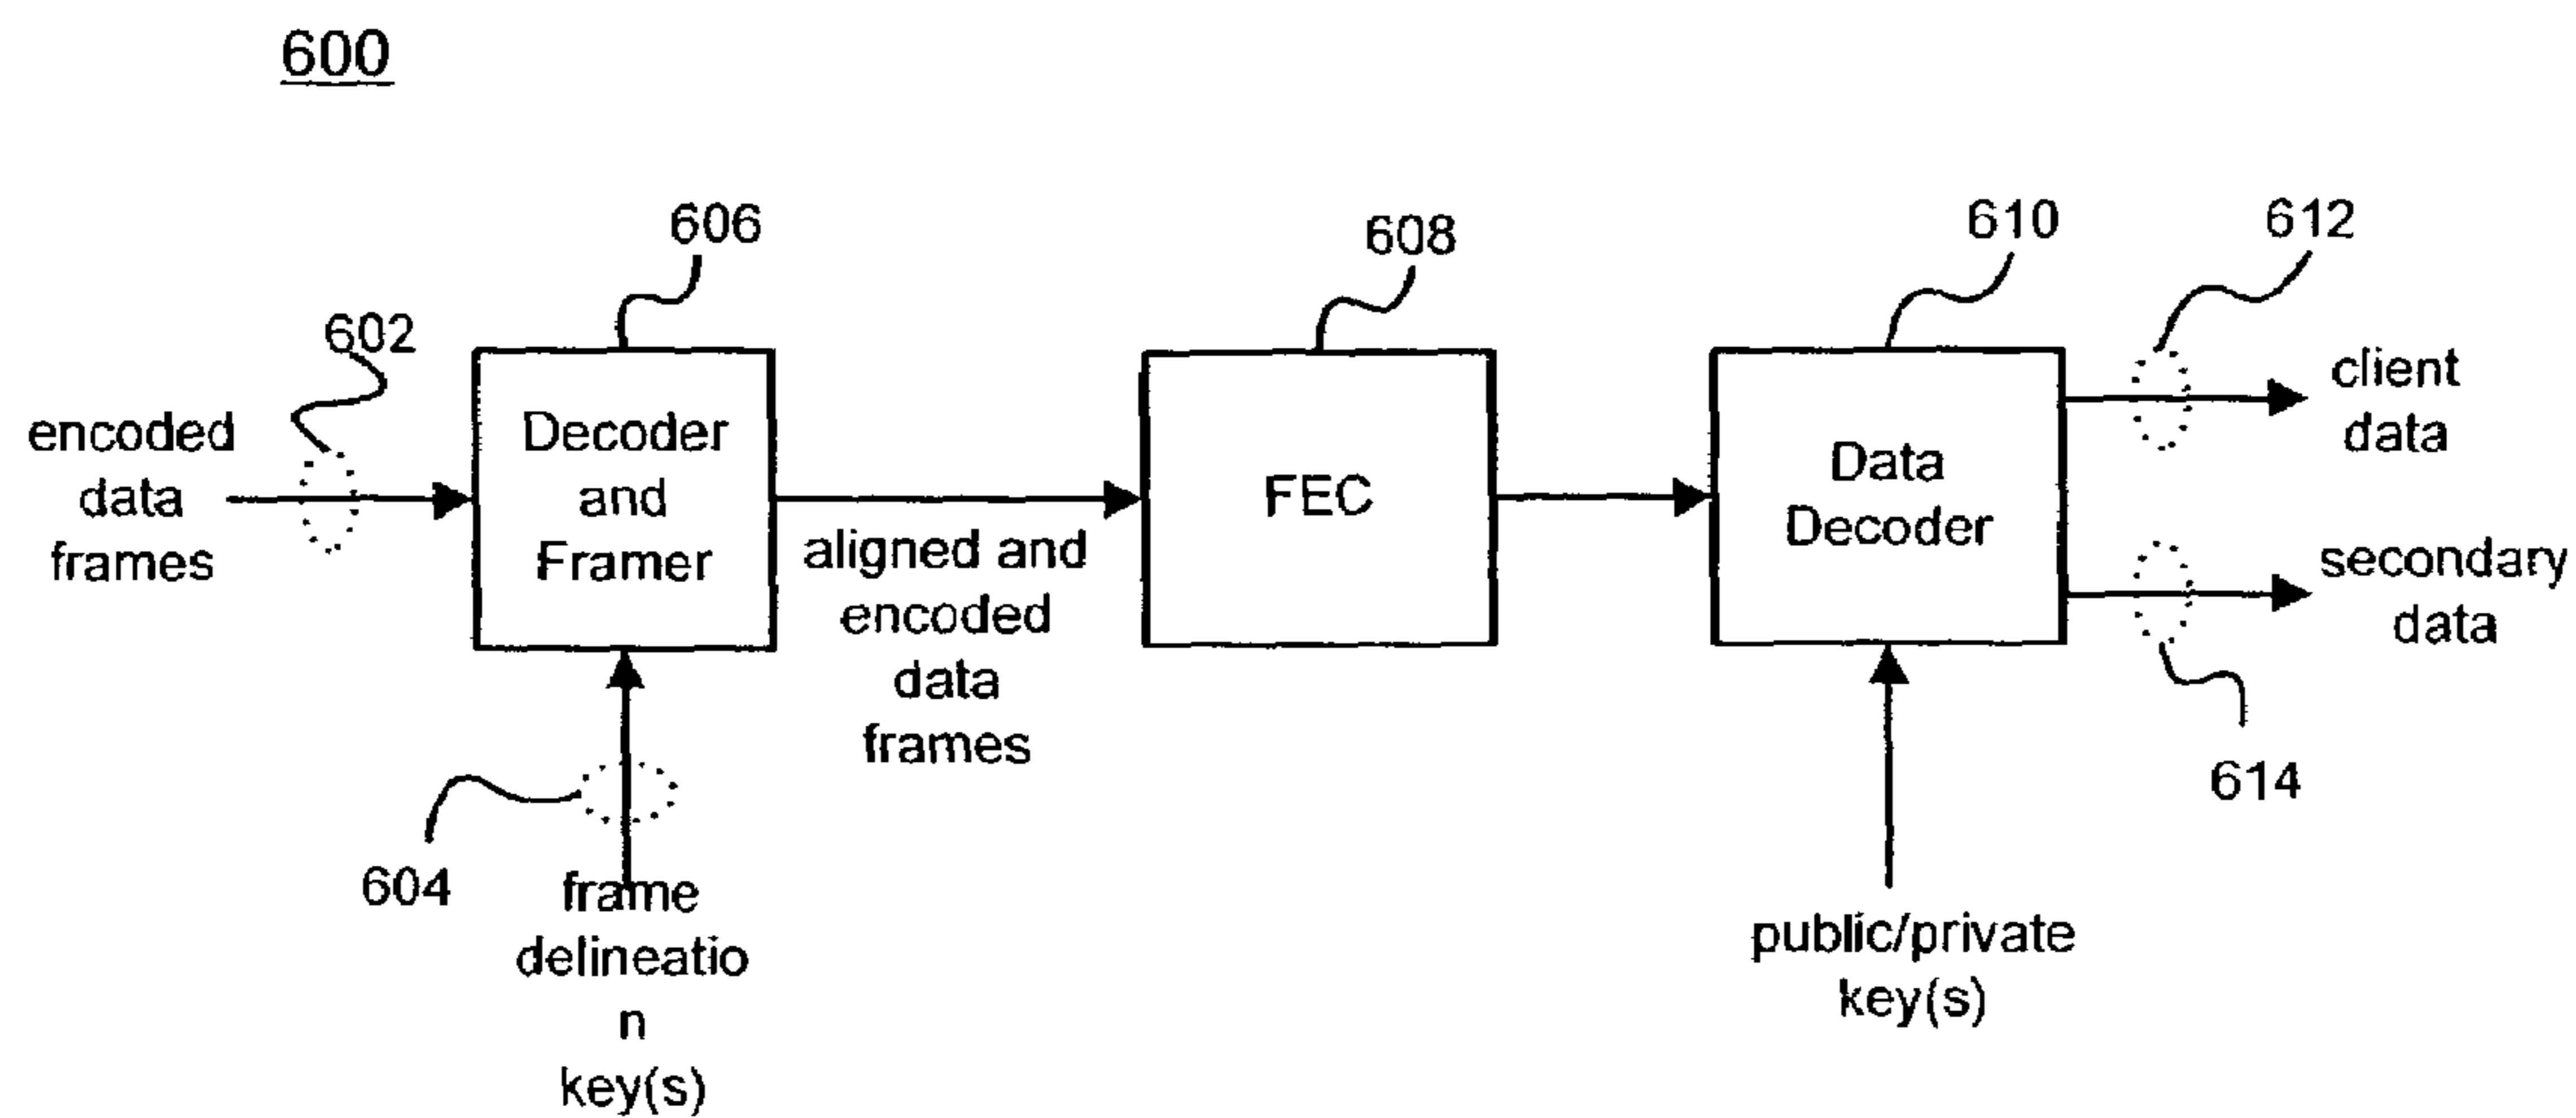 600
606
608
610
612
602
encoded
data
frames
Decoder
and
Framer
aligned and
encoded
data
frames
FEC
Data
Decoder
client
data
secondary
data
614
604
frame
delineatio
n
key(s)
public/private
key(s)